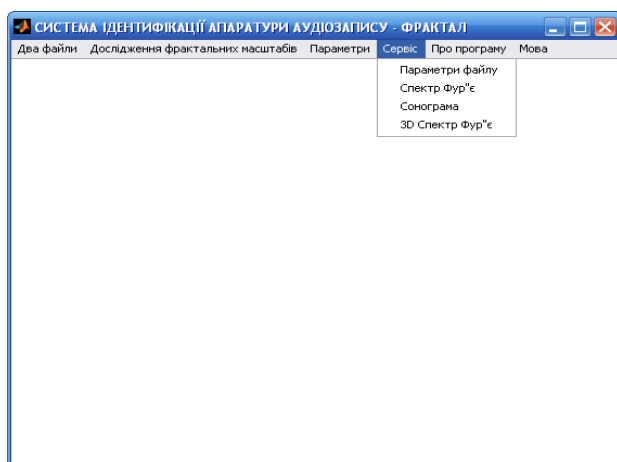 СИСТЕМА ІДЕНТИФІКАЦІЇ АПАРАТУРИ АУДІОЗАПИСУ - ФРАКТАЛ
Два файли Дослідження фрактальних масштабів Параметри Сервіс Про програму Мова
Параметри файлу
Спектр Фур"є
Сонограма
3D Спектр Фур"є